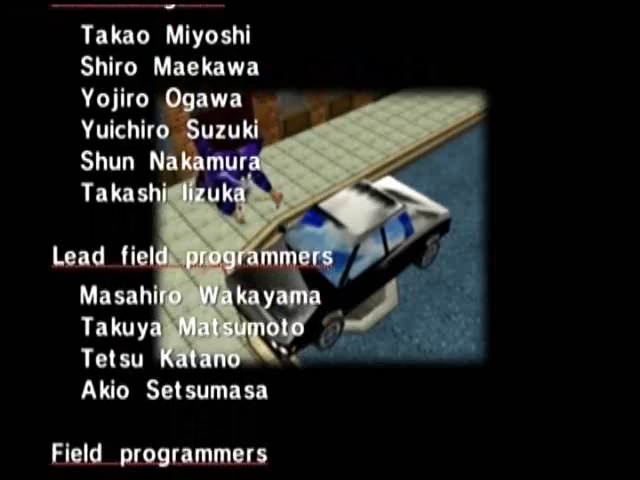 Takao Miyoshi
Shiro Maekawa
Yojiro Ogawa
Yuichiro Suzuki
Shun Nakamura
Takashi Iizuka
Lead field programmers
Masahiro Wakayama
Takuya Matsumoto
Tetsu Katano
Akio Setsumasa
Field programmers